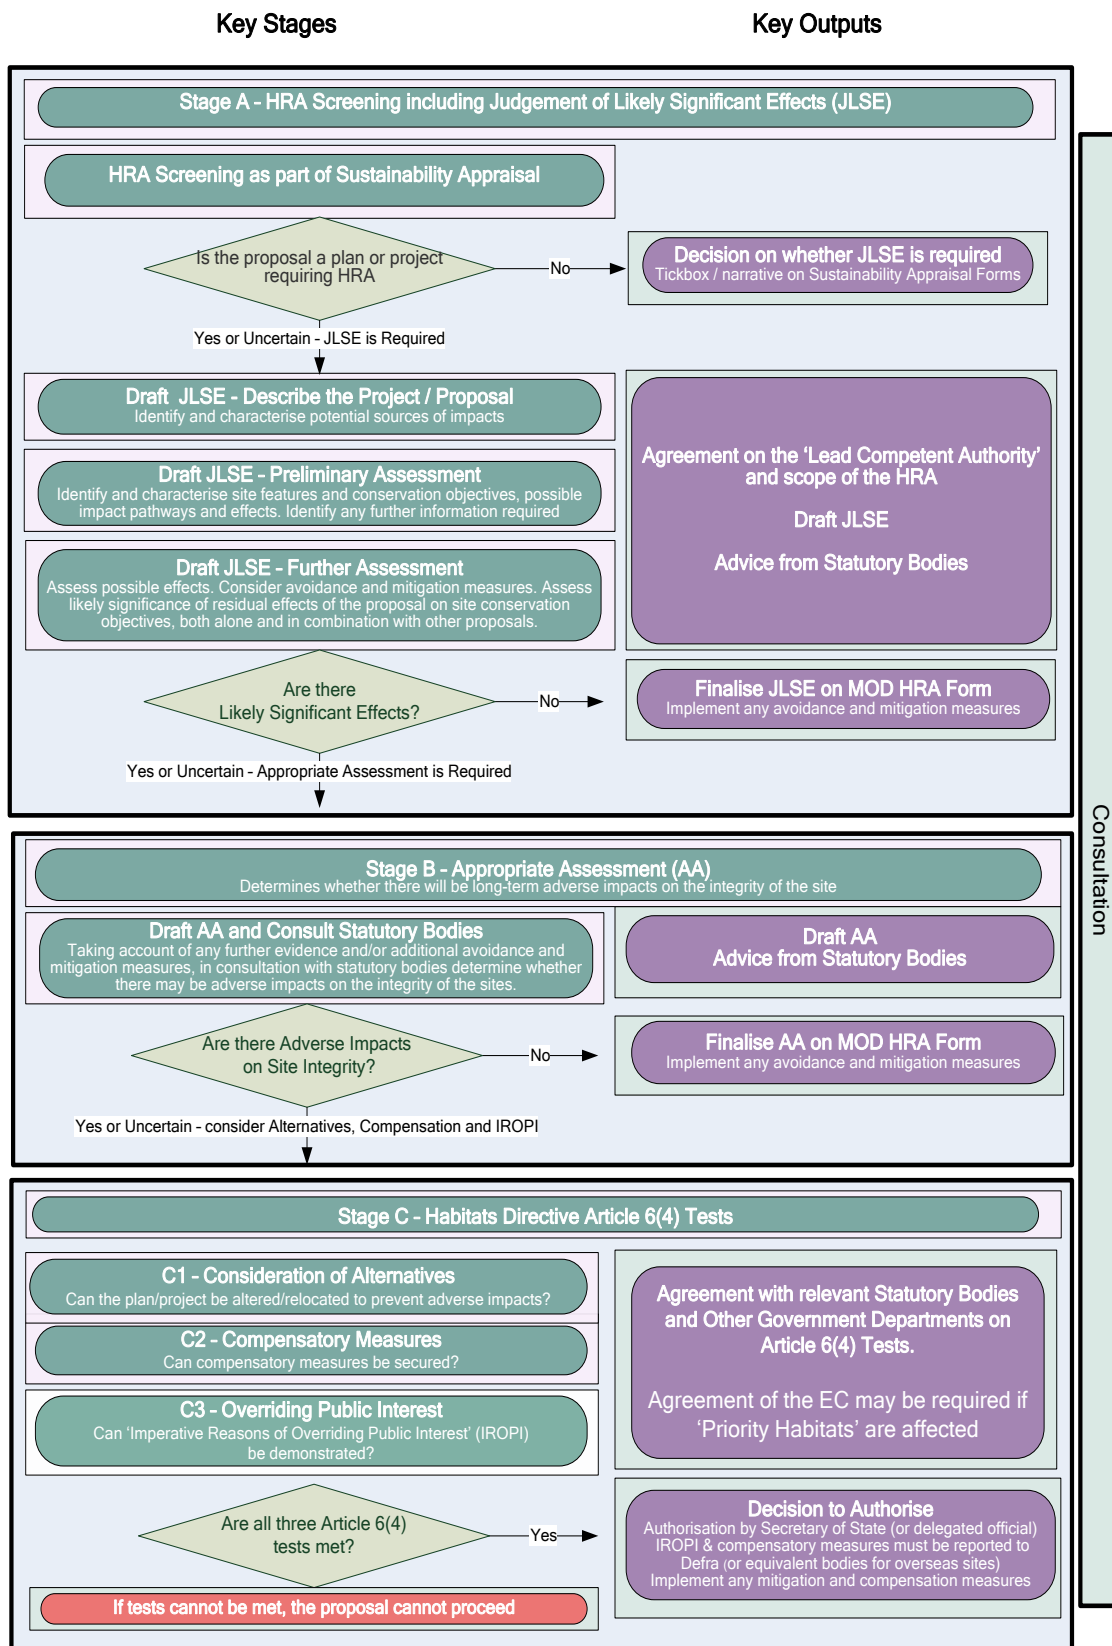 Key Stages
Key Outputs
Stage A - HRA Screening including Judgement of Likely Significant Effects (JLSE)
HRA Screening as part of Sustainability Appraisal
Is the proposal a plan or project
requiring HRA
No
Decision on whether JLSE is required
Tickbox / narrative on Sustainability Appraisal Forms
Yes or Uncertain - JLSE is Required
Draft JLSE - Describe the Project / Proposal
Identify and characterise potential sources of impacts
Draft JLSE - Preliminary Assessment
Identify and characterise site features and conservation objectives, possible
impact pathways and effects. Identify any further information required
Draft JLSE - Further Assessment
Assess possible effects. Consider avoidance and mitigation measures. Assess
likely significance of residual effects of the proposal on site conservation
objectives, both alone and in combination with other proposals.
Agreement on the ‘Lead Competent Authority’
and scope of the HRA
Draft JLSE
Advice from Statutory Bodies
Are there
Likely Significant Effects?
No
Finalise JLSE on MOD HRA Form
Implement any avoidance and mitigation measures
Yes or Uncertain - Appropriate Assessment is Required
Consultation
Stage B - Appropriate Assessment (AA)
Determines whether there will be long-term adverse impacts on the integrity of the site
Draft AA and Consult Statutory Bodies
Taking account of any further evidence and/or additional avoidance and
mitigation measures, in consultation with statutory bodies determine whether
there may be adverse impacts on the integrity of the sites.
Draft AA
Advice from Statutory Bodies
Are there Adverse Impacts
on Site Integrity?
No
Finalise AA on MOD HRA Form
Implement any avoidance and mitigation measures
Yes or Uncertain - consider Alternatives, Compensation and IROPI
Stage C - Habitats Directive Article 6(4) Tests
C1 - Consideration of Alternatives
Can the plan/project be altered/relocated to prevent adverse impacts?
C2 - Compensatory Measures
Can compensatory measures be secured?
C3 - Overriding Public Interest
Can ‘Imperative Reasons of Overriding Public Interest’ (IROPI)
be demonstrated?
Agreement with relevant Statutory Bodies
and Other Government Departments on
Article 6(4) Tests.
Agreement of the EC may be required if
‘Priority Habitats’ are affected
Are all three Article 6(4)
tests met?
Yes
Decision to Authorise
Authorisation by Secretary of State (or delegated official)
IROPI & compensatory measures must be reported to
Defra (or equivalent bodies for overseas sites)
Implement any mitigation and compensation measures
If tests cannot be met, the proposal cannot proceed